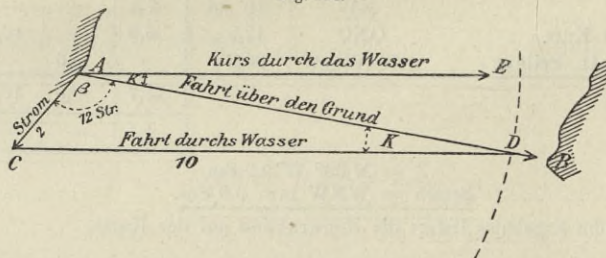 A
Kurs durch das Wasser
E
β
K
Fahrt über den Grund
Strom
2
12 Str.
Fahrt durchs Wasser
K
D
B
C
10